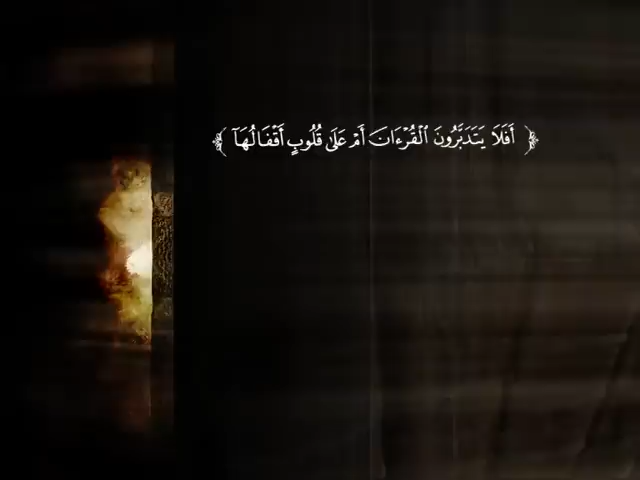 ﴿ أَفَلَا يَتَدَبَّرُونَ ٱلْقُرْءَانَ أَمْ عَلَىٰ قُلُوبٍ أَقْفَالُهَآ ﴾